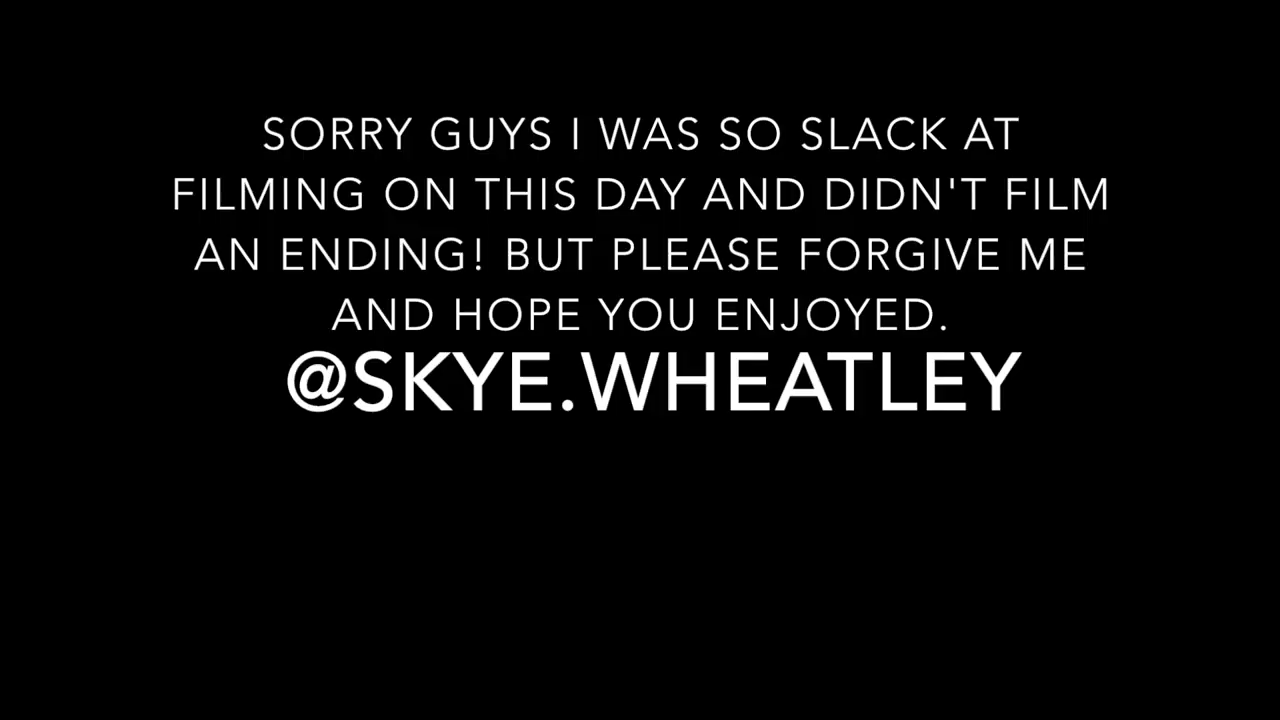 SORRY GUYS I WAS SO SLACK AT
FILMING ON THIS DAY AND DIDN'T FILM
AN ENDING! BUT PLEASE FORGIVE ME
AND HOPE YOU ENJOYED.
@SKYE.WHEATLEY